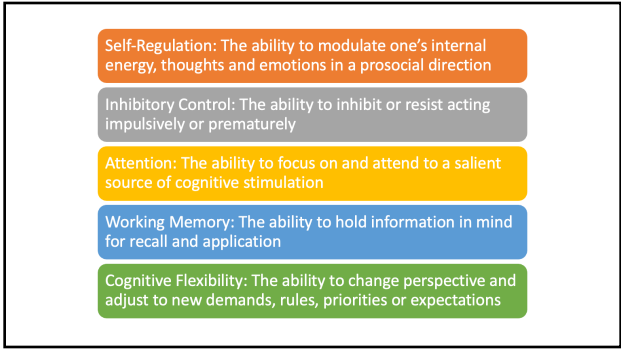 Self-Regulation: The ability to modulate one’s internal
energy, thoughts and emotions in a prosocial direction
Inhibitory Control: The ability to inhibit or resist acting
impulsively or prematurely
Attention: The ability to focus on and attend to a salient
source of cognitive stimulation
Working Memory: The ability to hold information in mind
for recall and application
Cognitive Flexibility: The ability to change perspective and
adjust to new demands, rules, priorities or expectations